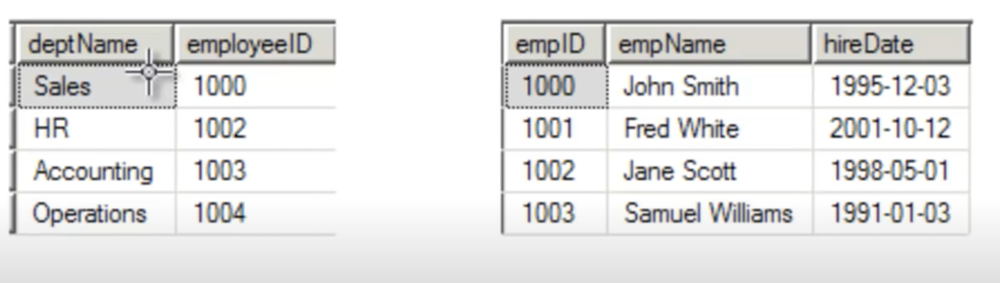 deptName employeeID
Sales 1000
HR 1002
Accounting 1003
Operations 1004
empID empName hireDate
1000 John Smith 1995-12-03
1001 Fred White 2001-10-12
1002 Jane Scott 1998-05-01
1003 Samuel Williams 1991-01-03